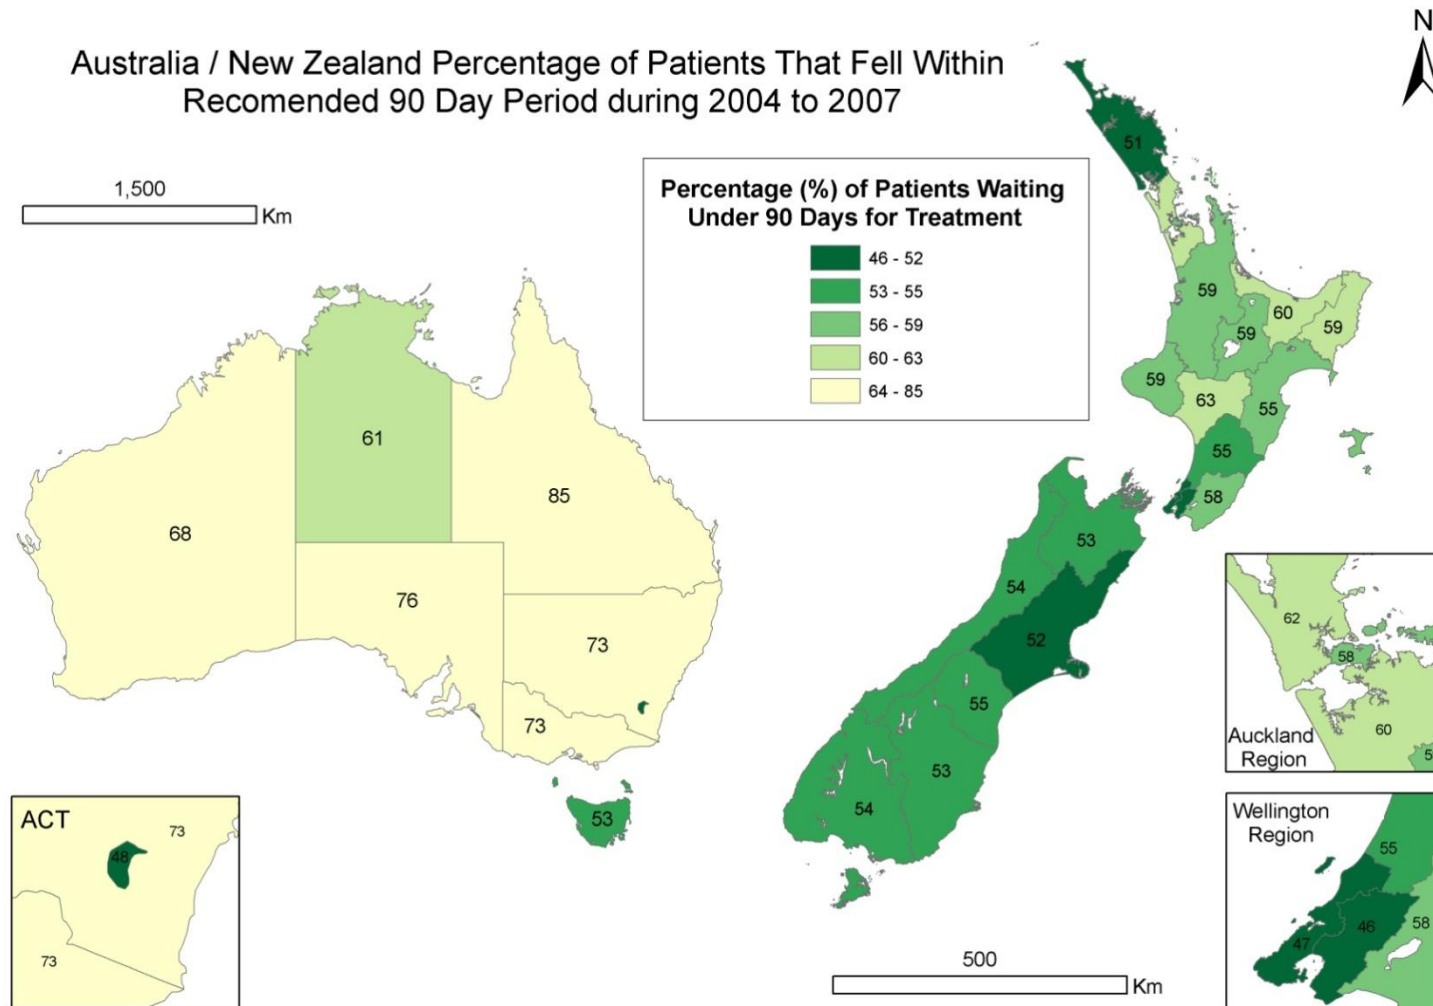 Australia / New Zealand Percentage of Patients That Fell Within
Recomended 90 Day Period during 2004 to 2007
N
1,500
Km
Percentage (%) of Patients Waiting
Under 90 Days for Treatment
46 - 52
53 - 55
56 - 59
60 - 63
64 - 85
51
59
60
59
59
59
63
55
55
58
61
85
68
76
73
73
53
53
54
52
55
53
54
62
58
60
Auckland
Region
ACT
73
48
73
Wellington
Region
55
46
58
47
500
Km